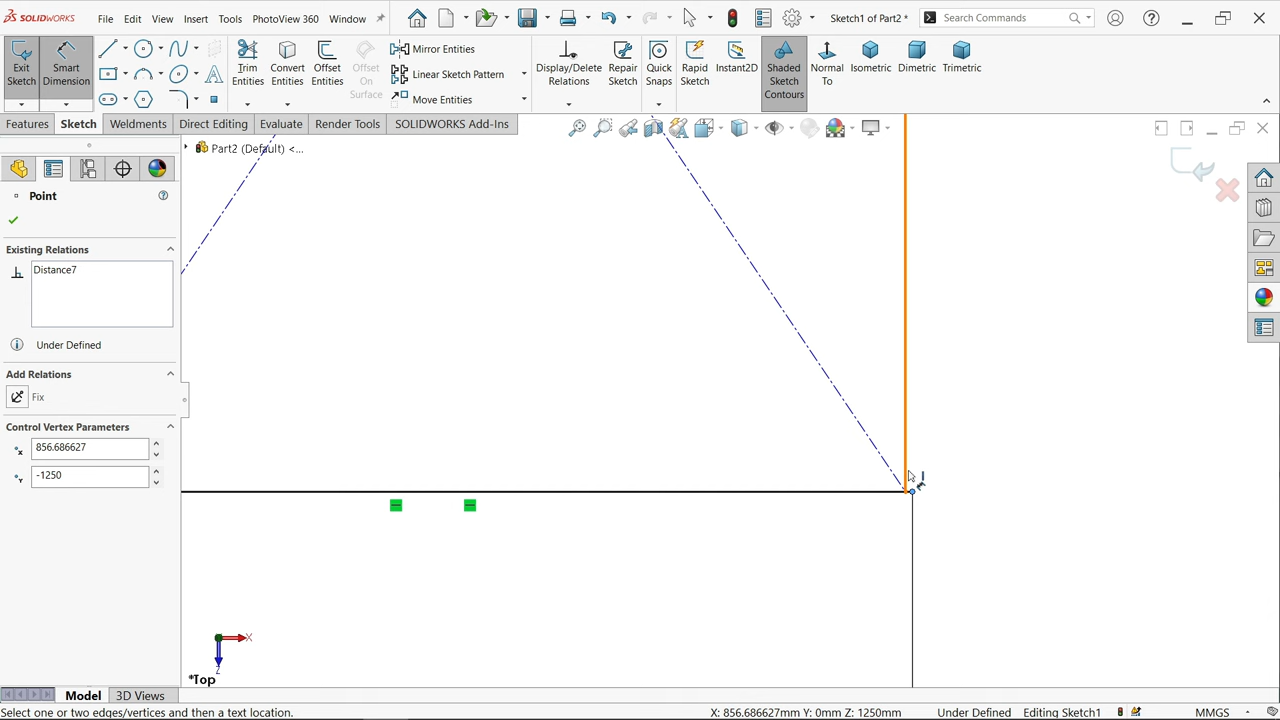 SOLIDWORKS
File
Edit
View
Insert
Tools
PhotoView 360
Window
Sketch1 of Part2 *
Search Commands
Exit Sketch
Smart Dimension
Trim Entities
Convert Entities
Offset Entities
Offset On Surface
Mirror Entities
Linear Sketch Pattern
Move Entities
Display/Delete Relations
Repair Sketch
Quick Snaps
Rapid Sketch
Instant2D
Shaded Sketch Contours
Normal To
Isometric
Dimetric
Trimetric
Features
Sketch
Weldments
Direct Editing
Evaluate
Render Tools
SOLIDWORKS Add-Ins
Part2 (Default) <...
Point
Existing Relations
Distance7
Under Defined
Add Relations
Fix
Control Vertex Parameters
856.686627
-1250
X
Z
*Top
Model
3D Views
Select one or two edges/vertices and then a text location.
X: 856.686627mm Y: 0mm Z: 1250mm
Under Defined
Editing Sketch1
MMGS